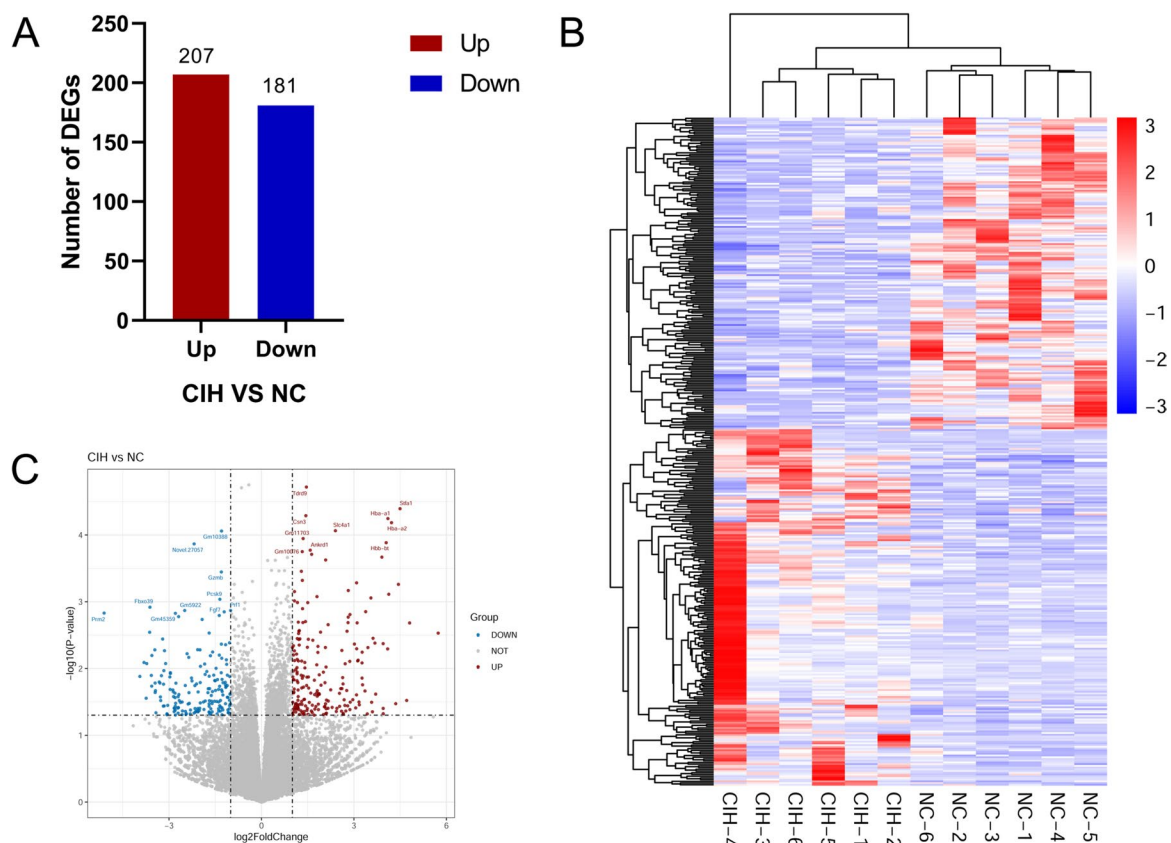 A
250
200
150
100
50
0
Number of DEGs
207
181
Up
Down
Up
Down
CIH VS NC
B
3
2
1
0
−1
−2
−3
CIH−4
CIH−3
CIH−6
CIH−5
CIH−1
CIH−2
NC−6
NC−2
NC−3
NC−1
NC−4
NC−5
C
CIH vs NC
−log10(P−value)
4
3
2
1
0
Tdrd9
Stfa1
Csn3
Hba−a1
Hba−a2
Slc4a1
Gm10388
Gm11703
Novel.27057
Ankrd1
Hbb−bt
Gzmb
Pcsk9
Fbxo39
Gm5922
Fgf7
Prf1
Prm2
Gm45359
−3
0
3
6
log2FoldChange
Group
DOWN
NOT
UP